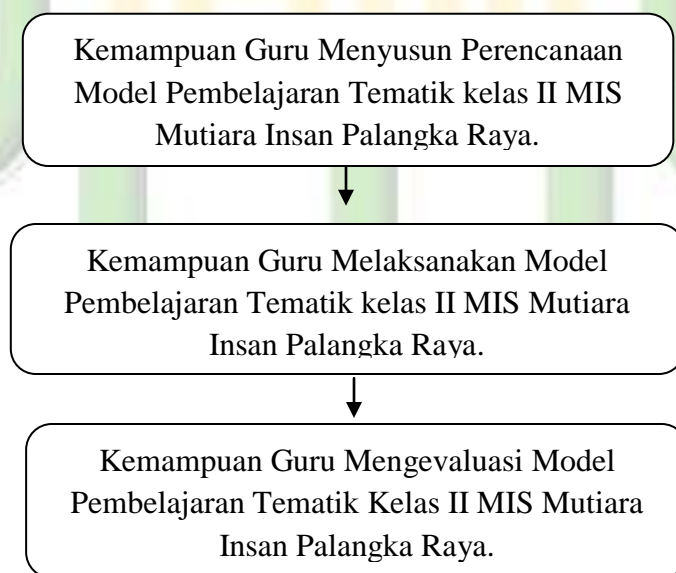 Kemampuan Guru Menyusun Perencanaan
Model Pembelajaran Tematik kelas II MIS
Mutiara Insan Palangka Raya.
Kemampuan Guru Melaksanakan Model
Pembelajaran Tematik kelas II MIS Mutiara
Insan Palangka Raya.
Kemampuan Guru Mengevaluasi Model
Pembelajaran Tematik Kelas II MIS Mutiara
Insan Palangka Raya.